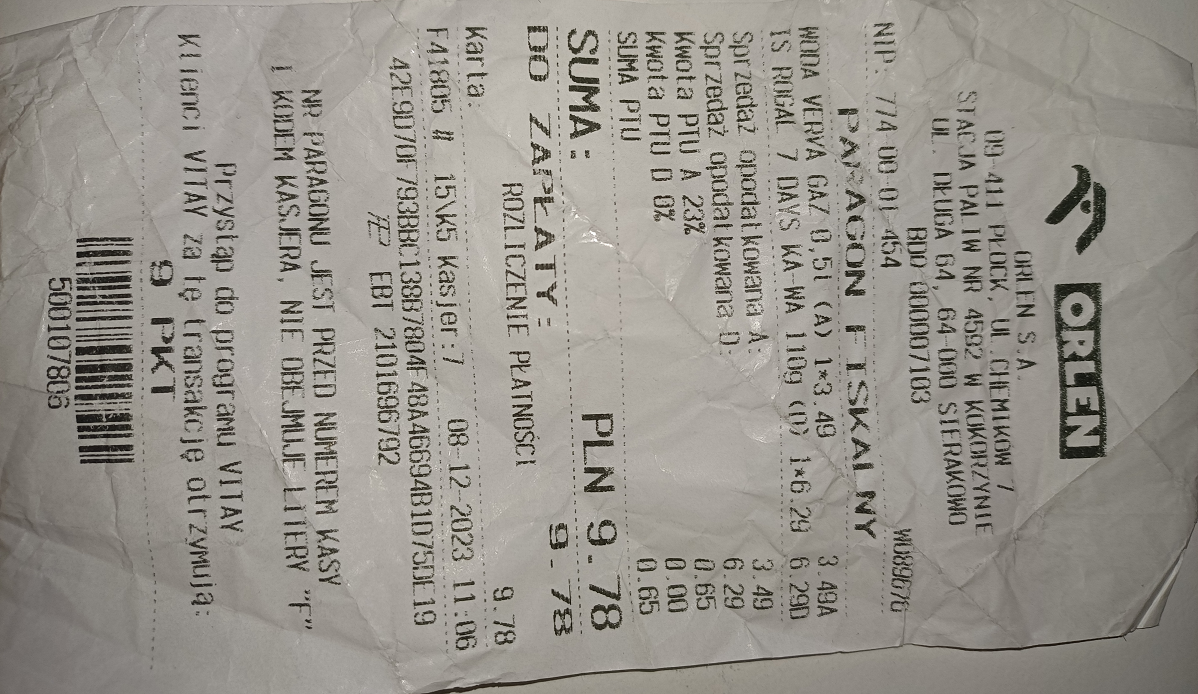 ORLEN
ORLEN S.A.
09-411 PŁOCK, UL.CHEMIKÓW 7
STACJA PALIW NR 4592 W KOKORZYNIE
UL. DŁUGA 64, 64-000 SIERAKOWO
BDO 000007103
NIP: 774-00-01-454 W089678
PARAGON FISKALNY
WODA VERVA GAZ 0,5l (A) 1*3.49 3.49A
TS ROGAL 7 DAYS KA-WA 110g (D) 1*6.29 6.29D
Sprzedaż opodatkowana A: 3.49
Sprzedaż opodatkowana D: 6.29
Kwota PTU A 23% 0.65
Kwota PTU D 0% 0.00
SUMA PTU 0.65
SUMA: PLN 9.78
DO ZAPŁATY: 9.78
ROZLICZENIE PŁATNOŚCI
Karta: 9.78
F41805 # 15\K5 Kasjer:7 08-12-2023 11:06
42E9D70F7938BC138D7804F48A46694B1D75DE19
EBT 2101696792
NR PARAGONU JEST PRZED NUMEREM KASY
i KODEM KASJERA, NIE OBEJMUJE LITERY "F"
Przystąp do programu VITAY
Klienci VITAY za tę transakcję otrzymują:
9 PKT
500107806